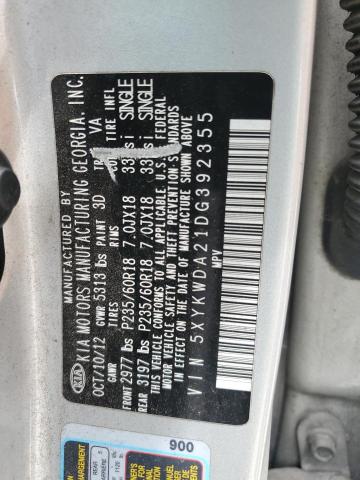 MANUFACTURED BY
KIA MOTORS MANUFACTURING GEORGIA, INC.
KIA
OCT/10/12 GVWR 5313 lbs PAINT 3D TR VA
GAWR TIRES RIMS TIRE INFL
FRONT 2977 lbs P235/60R18 7.0JX18 SINGLE
REAR 3197 lbs P235/60R18 7.0JX18 SINGLE
THIS VEHICLE CONFORMS TO ALL APPLICABLE U.S. FEDERAL
MOTOR VEHICLE SAFETY AND THEFT PREVENTION STANDARDS
IN EFFECT ON THE DATE OF MANUFACTURE SHOWN ABOVE
VIN 5XYKWDA21DG392355
MPV
900
CHARGEMENT
REAR